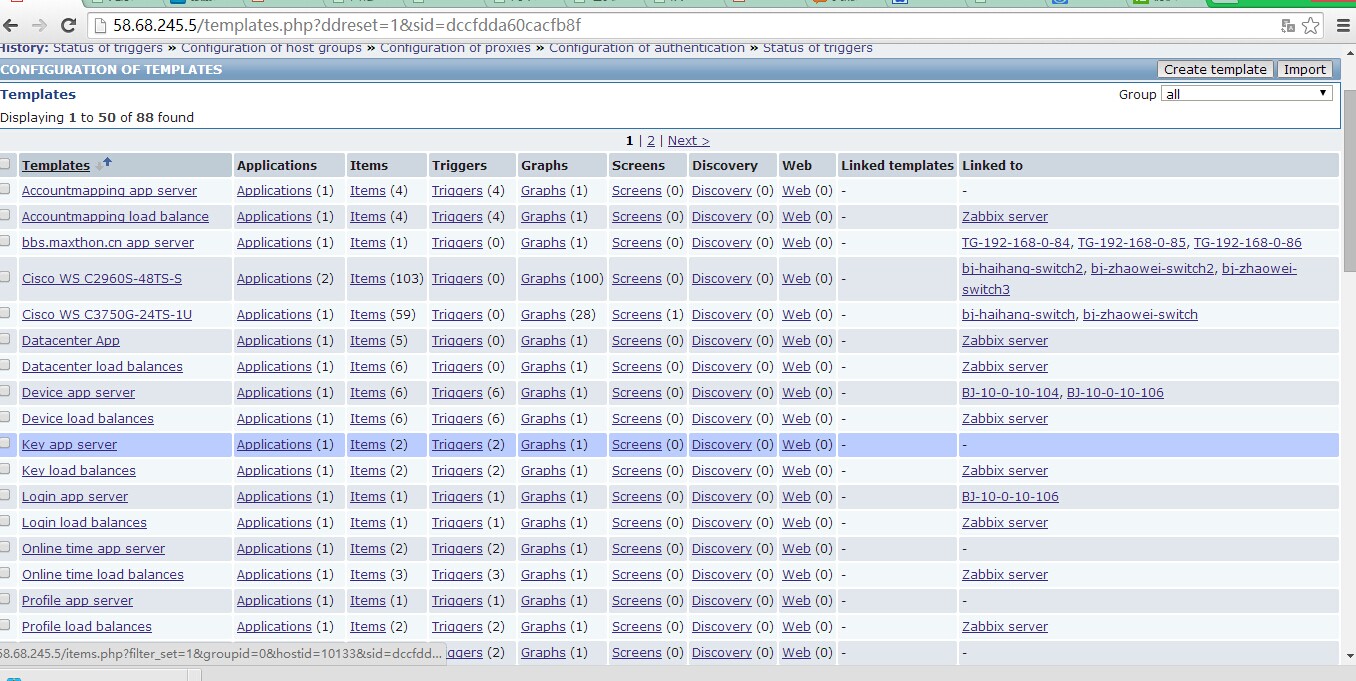 58.68.245.5/templates.php?ddreset=1&sid=dccfdda60cacfb8f
History: Status of triggers » Configuration of host groups » Configuration of proxies » Configuration of authentication » Status of triggers
CONFIGURATION OF TEMPLATES Create template Import
Templates Group all
Displaying 1 to 50 of 88 found
1 | 2 | Next >
Templates Applications Items Triggers Graphs Screens Discovery Web Linked templates Linked to
Accountmapping app server Applications (1) Items (4) Triggers (4) Graphs (1) Screens (0) Discovery (0) Web (0) - -
Accountmapping load balance Applications (1) Items (4) Triggers (4) Graphs (1) Screens (0) Discovery (0) Web (0) - Zabbix server
bbs.maxthon.cn app server Applications (1) Items (1) Triggers (0) Graphs (1) Screens (0) Discovery (0) Web (0) - TG-192-168-0-84, TG-192-168-0-85, TG-192-168-0-86
Cisco WS C2960S-48TS-S Applications (2) Items (103) Triggers (0) Graphs (100) Screens (0) Discovery (0) Web (0) - bj-haihang-switch2, bj-zhaowei-switch2, bj-zhaowei-
switch3
Cisco WS C3750G-24TS-1U Applications (1) Items (59) Triggers (0) Graphs (28) Screens (1) Discovery (0) Web (0) - bj-haihang-switch, bj-zhaowei-switch
Datacenter App Applications (1) Items (5) Triggers (0) Graphs (1) Screens (0) Discovery (0) Web (0) - Zabbix server
Datacenter load balances Applications (1) Items (6) Triggers (0) Graphs (1) Screens (0) Discovery (0) Web (0) - Zabbix server
Device app server Applications (1) Items (6) Triggers (6) Graphs (1) Screens (0) Discovery (0) Web (0) - BJ-10-0-10-104, BJ-10-0-10-106
Device load balances Applications (1) Items (6) Triggers (6) Graphs (1) Screens (0) Discovery (0) Web (0) - Zabbix server
Key app server Applications (1) Items (2) Triggers (2) Graphs (1) Screens (0) Discovery (0) Web (0) - -
Key load balances Applications (1) Items (2) Triggers (2) Graphs (1) Screens (0) Discovery (0) Web (0) - Zabbix server
Login app server Applications (1) Items (1) Triggers (1) Graphs (1) Screens (0) Discovery (0) Web (0) - BJ-10-0-10-106
Login load balances Applications (1) Items (1) Triggers (1) Graphs (1) Screens (0) Discovery (0) Web (0) - Zabbix server
Online time app server Applications (1) Items (2) Triggers (2) Graphs (1) Screens (0) Discovery (0) Web (0) - -
Online time load balances Applications (1) Items (3) Triggers (3) Graphs (1) Screens (0) Discovery (0) Web (0) - Zabbix server
Profile app server Applications (1) Items (1) Triggers (1) Graphs (1) Screens (0) Discovery (0) Web (0) - -
Profile load balances Applications (1) Items (2) Triggers (2) Graphs (1) Screens (0) Discovery (0) Web (0) - Zabbix server
58.68.245.5/items.php?filter_set=1&groupid=0&hostid=10133&sid=dccfdd... ggers (2) Graphs (1) Screens (0) Discovery (0) Web (0) - -